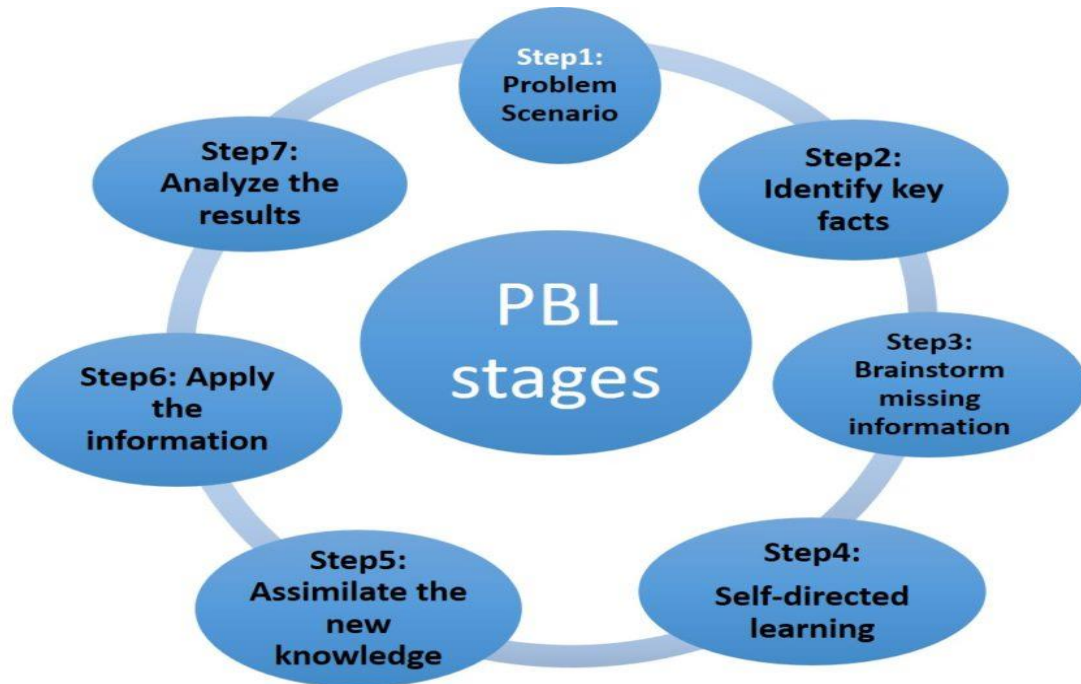 Step1:
Problem
Scenario
Step2:
Identify key
facts
Step3:
Brainstorm
missing
information
Step4:
Self-directed
learning
Step5:
Assimilate the
new
knowledge
Step6: Apply
the
information
Step7:
Analyze the
results
PBL
stages